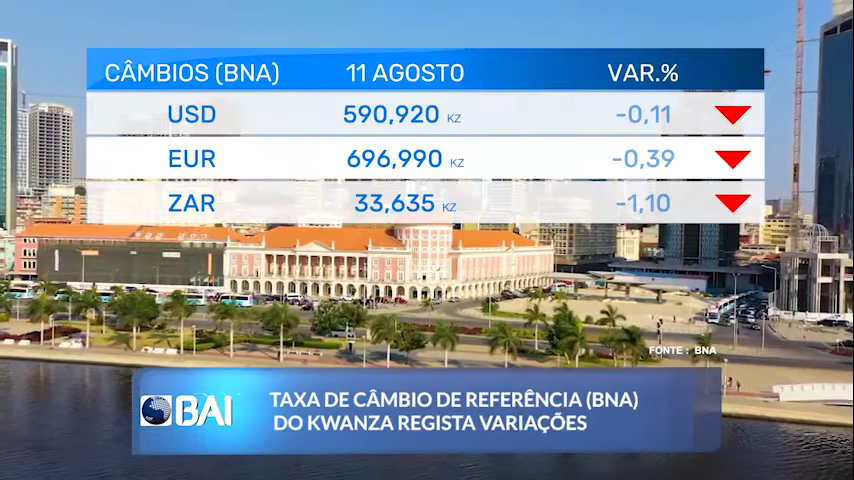 CÂMBIOS (BNA) 11 AGOSTO VAR.%
USD 590,920 KZ -0,11
EUR 696,990 KZ -0,39
ZAR 33,635 KZ -1,10
FONTE : BNA
BAI
TAXA DE CÂMBIO DE REFERÊNCIA (BNA)
DO KWANZA REGISTA VARIAÇÕES